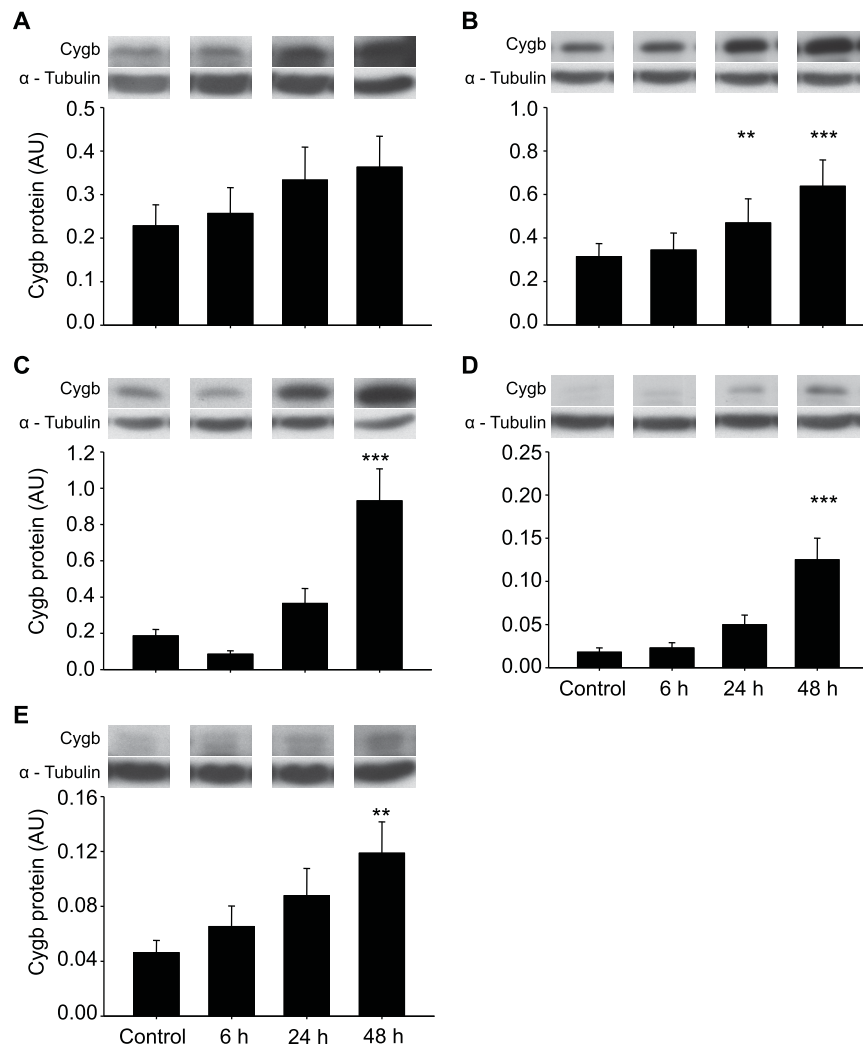 A
Cygb
α - Tubulin
Cygb protein (AU)
0.5
0.4
0.3
0.2
0.1
0.0
B
Cygb
α - Tubulin
1.0
0.8
0.6
0.4
0.2
0.0
**
***
C
Cygb
α - Tubulin
Cygb protein (AU)
1.2
1.0
0.8
0.6
0.4
0.2
0.0
***
D
Cygb
α - Tubulin
0.25
0.20
0.15
0.10
0.05
0.00
***
Control 6 h 24 h 48 h
E
Cygb
α - Tubulin
Cygb protein (AU)
0.16
0.12
0.08
0.04
0.00
**
Control 6 h 24 h 48 h